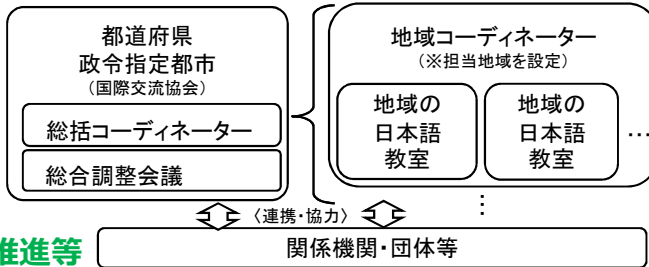 都道府県
政令指定都市
(国際交流協会)
総括コーディネーター
総合調整会議
地域コーディネーター
(※担当地域を設定)
地域の
日本語
教室
地域の
日本語
教室
…
⋮
〈連携・協力〉
推進等
関係機関・団体等